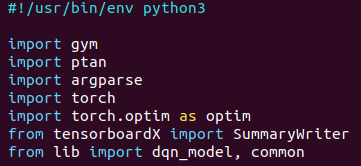 #!/usr/bin/env python3
import gym
import ptan
import argparse
import torch
import torch.optim as optim
from tensorboardX import SummaryWriter
from lib import dqn_model, common